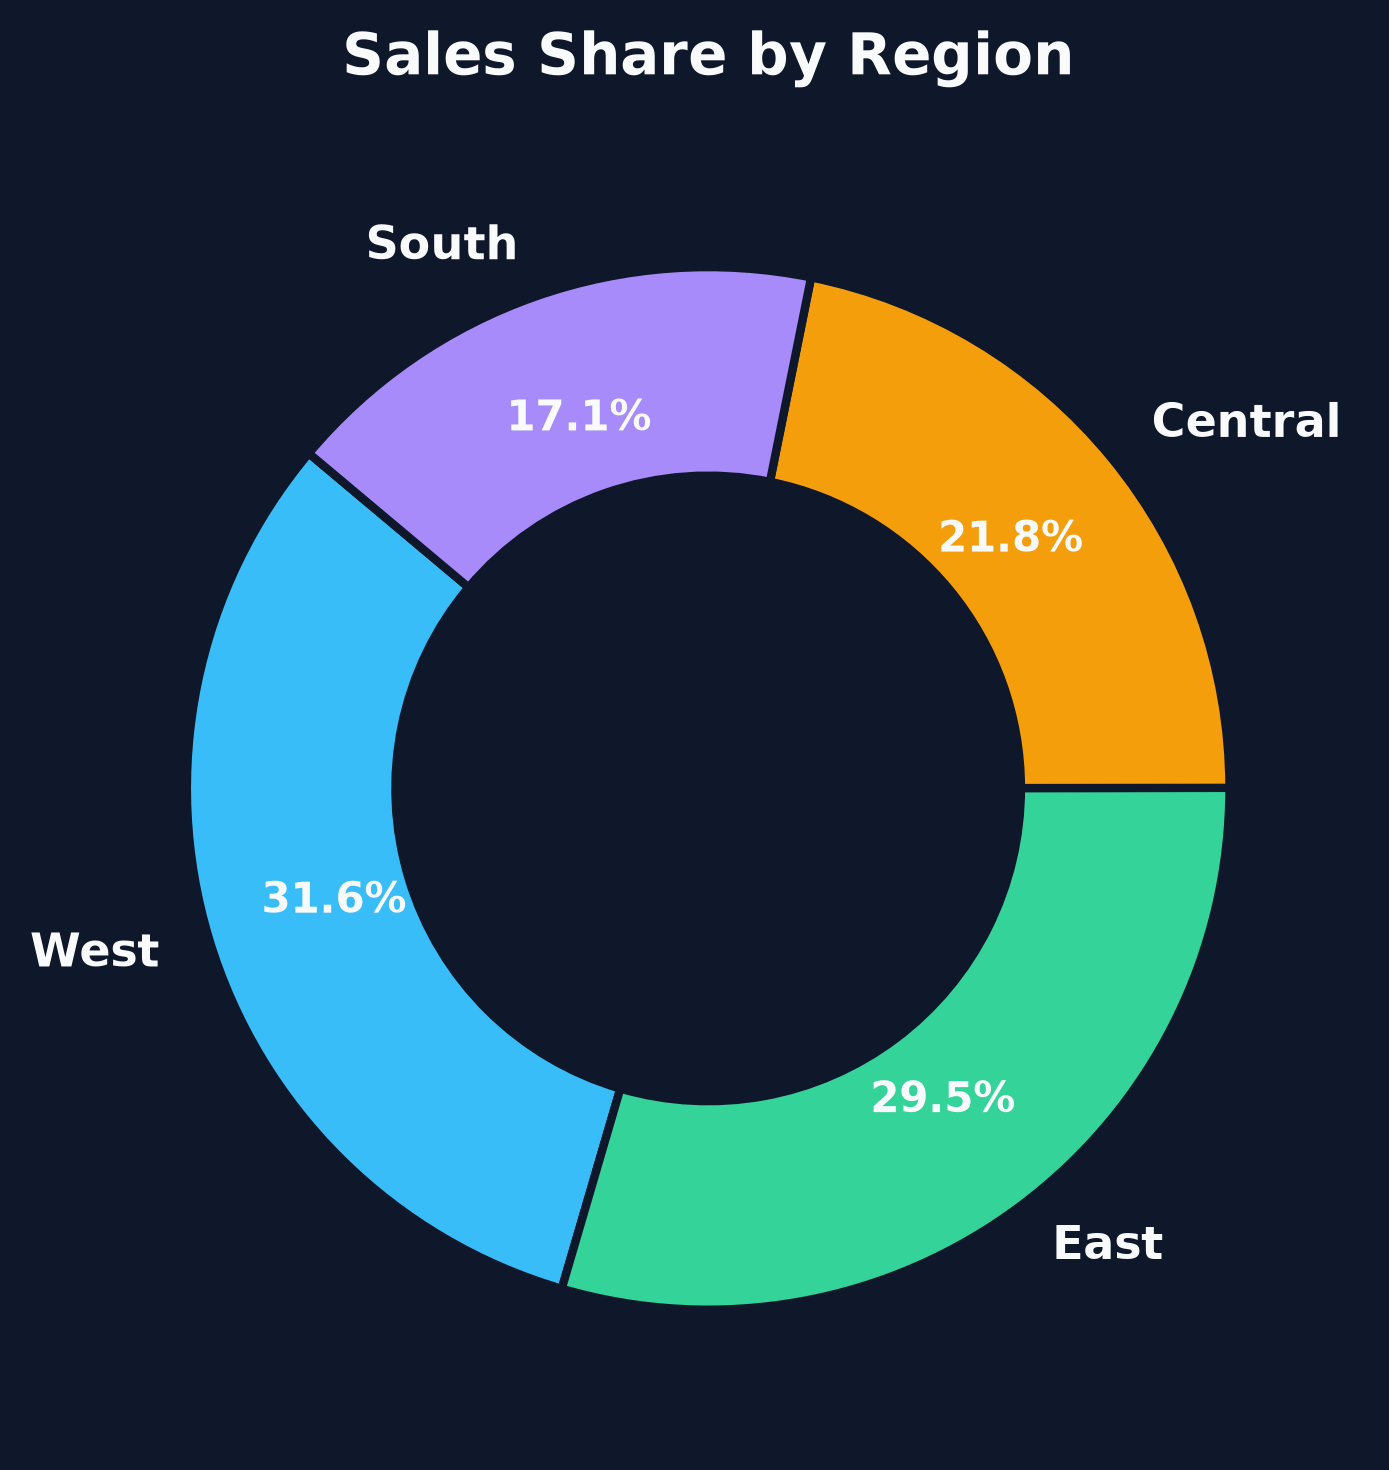 Sales Share by Region
South
Central
17.1%
21.8%
31.6%
West
29.5%
East